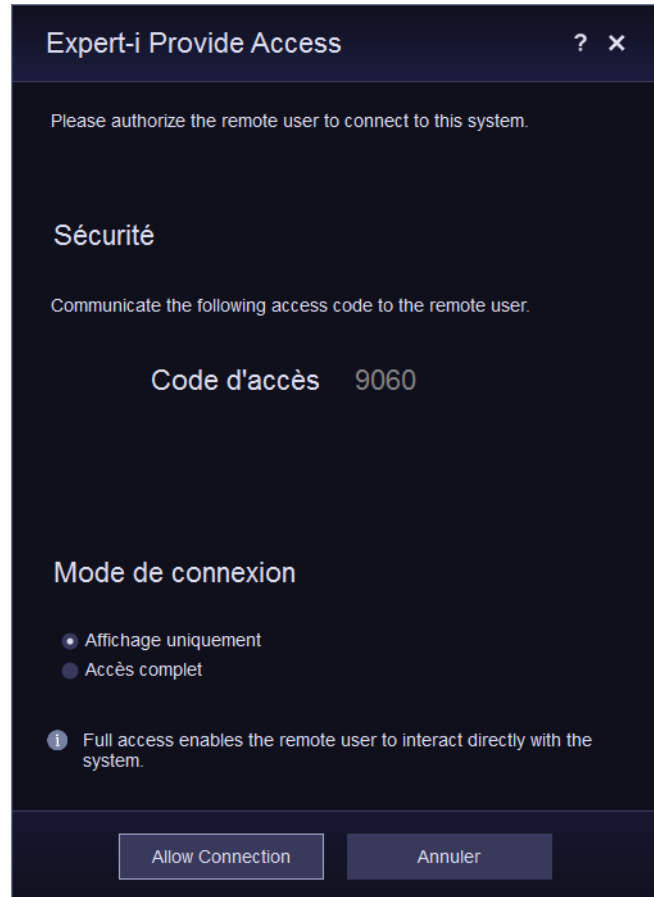 Expert-i Provide Access ? ×
Please authorize the remote user to connect to this system.
Sécurité
Communicate the following access code to the remote user.
Code d'accès 9060
Mode de connexion
Affichage uniquement
Accès complet
i Full access enables the remote user to interact directly with the
system.
Allow Connection Annuler